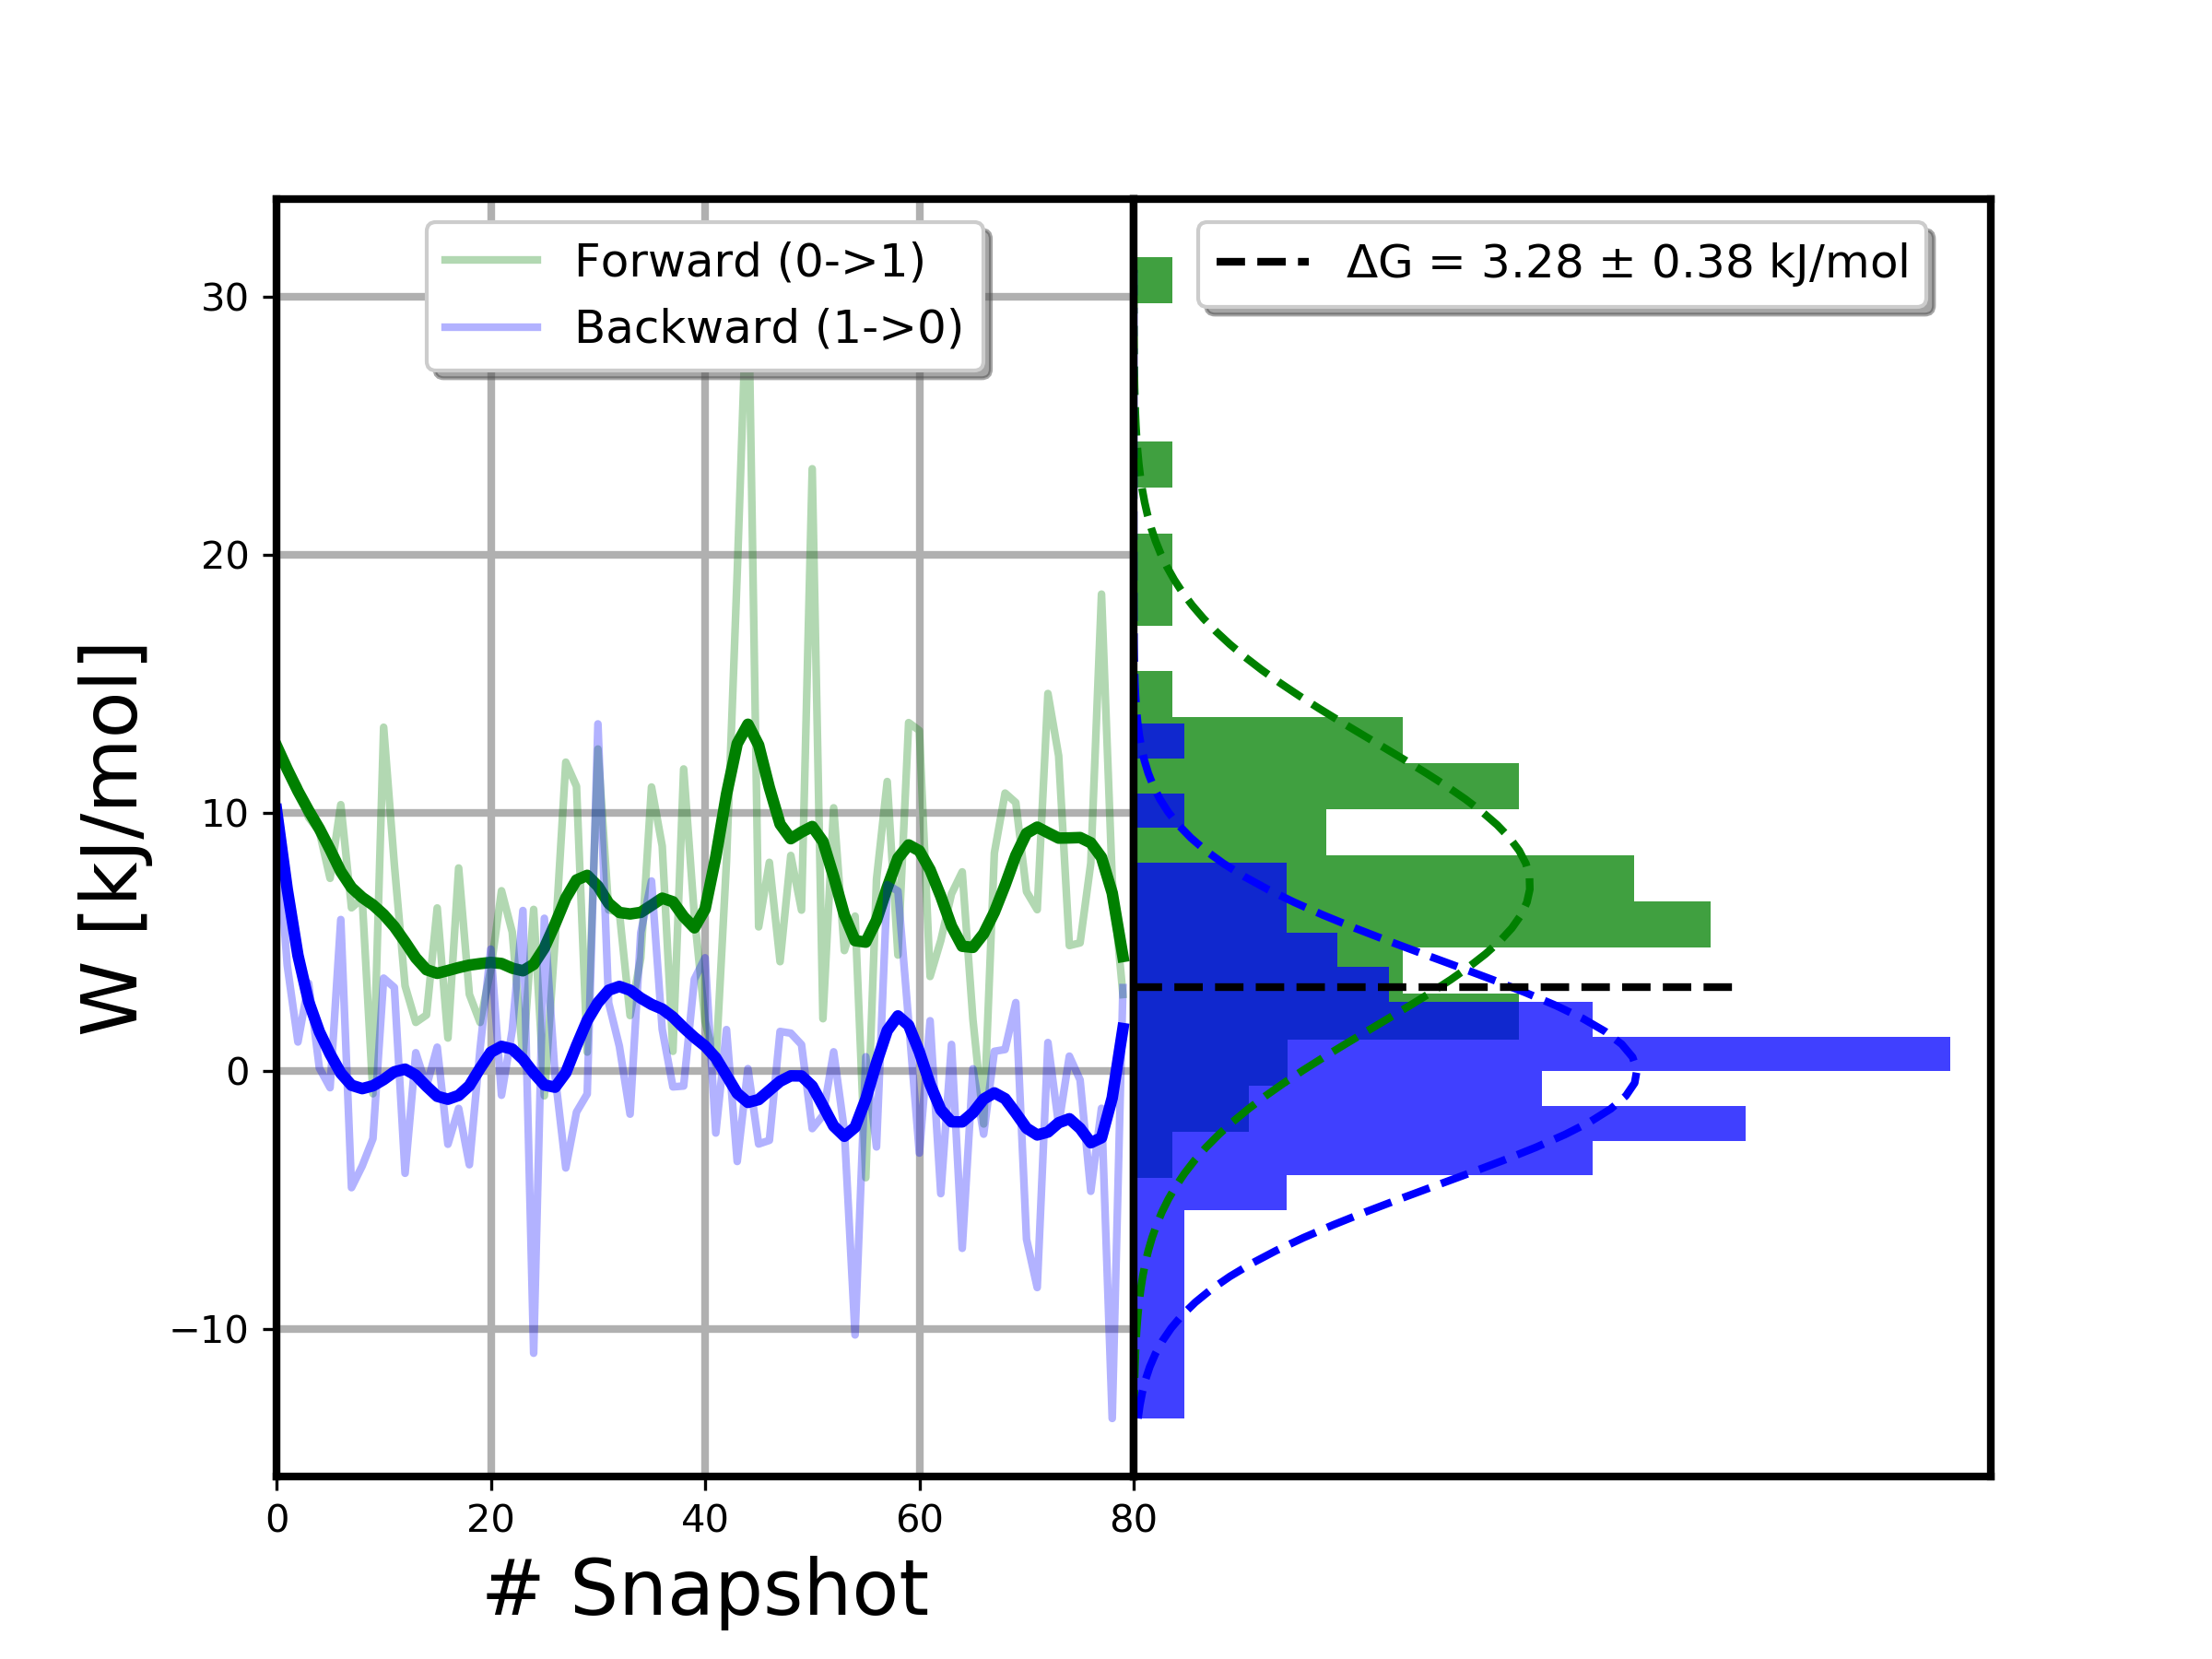 Forward (0->1)
Backward (1->0)
ΔG = 3.28 ± 0.38 kJ/mol
W [kJ/mol]
30
20
10
0
−10
0 20 40 60 80
# Snapshot